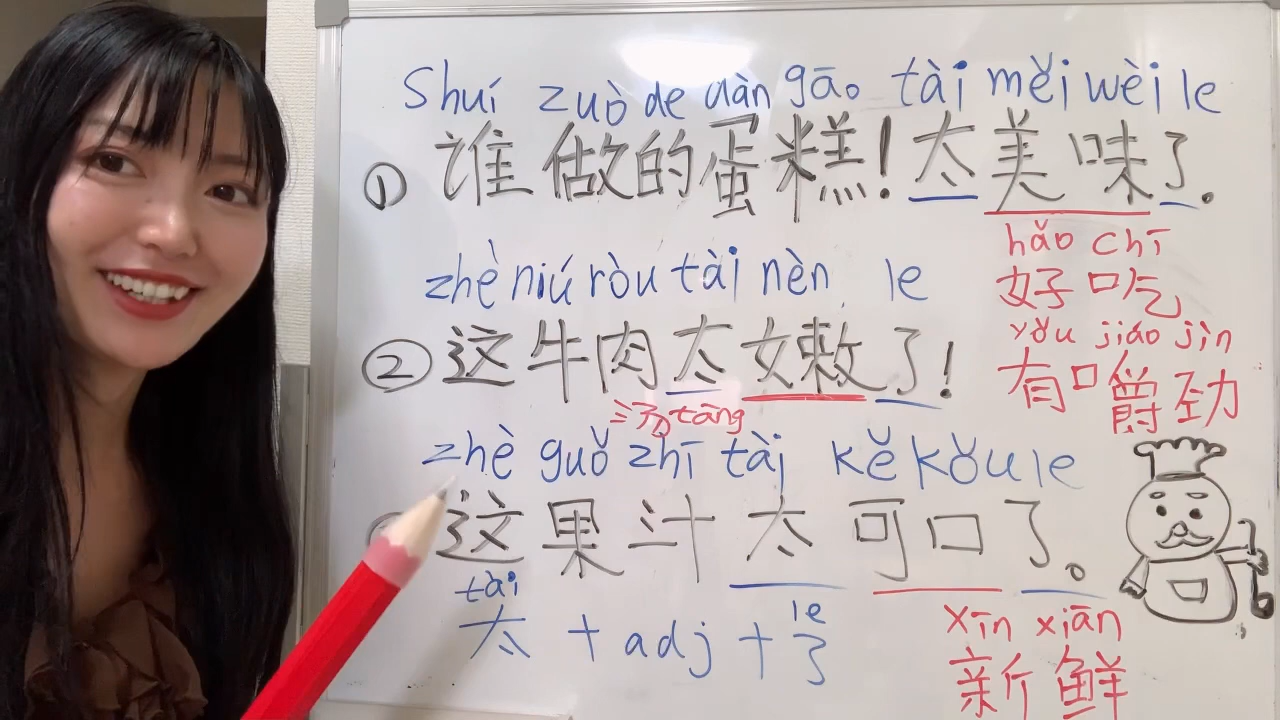 Shuí zuò de dàn gāo tài měi wèi le
① 谁做的蛋糕!太美味了.
hǎo chī
好吃
zhè niú ròu tài nèn le
② 这牛肉太嫩了!
yǒu jiáo jìn
有嚼劲
汤 tāng
zhè guǒ zhī tài kě kǒu le
这果汁太可口了。
tài le
太 + adj + 了
xīn xiān
新鲜